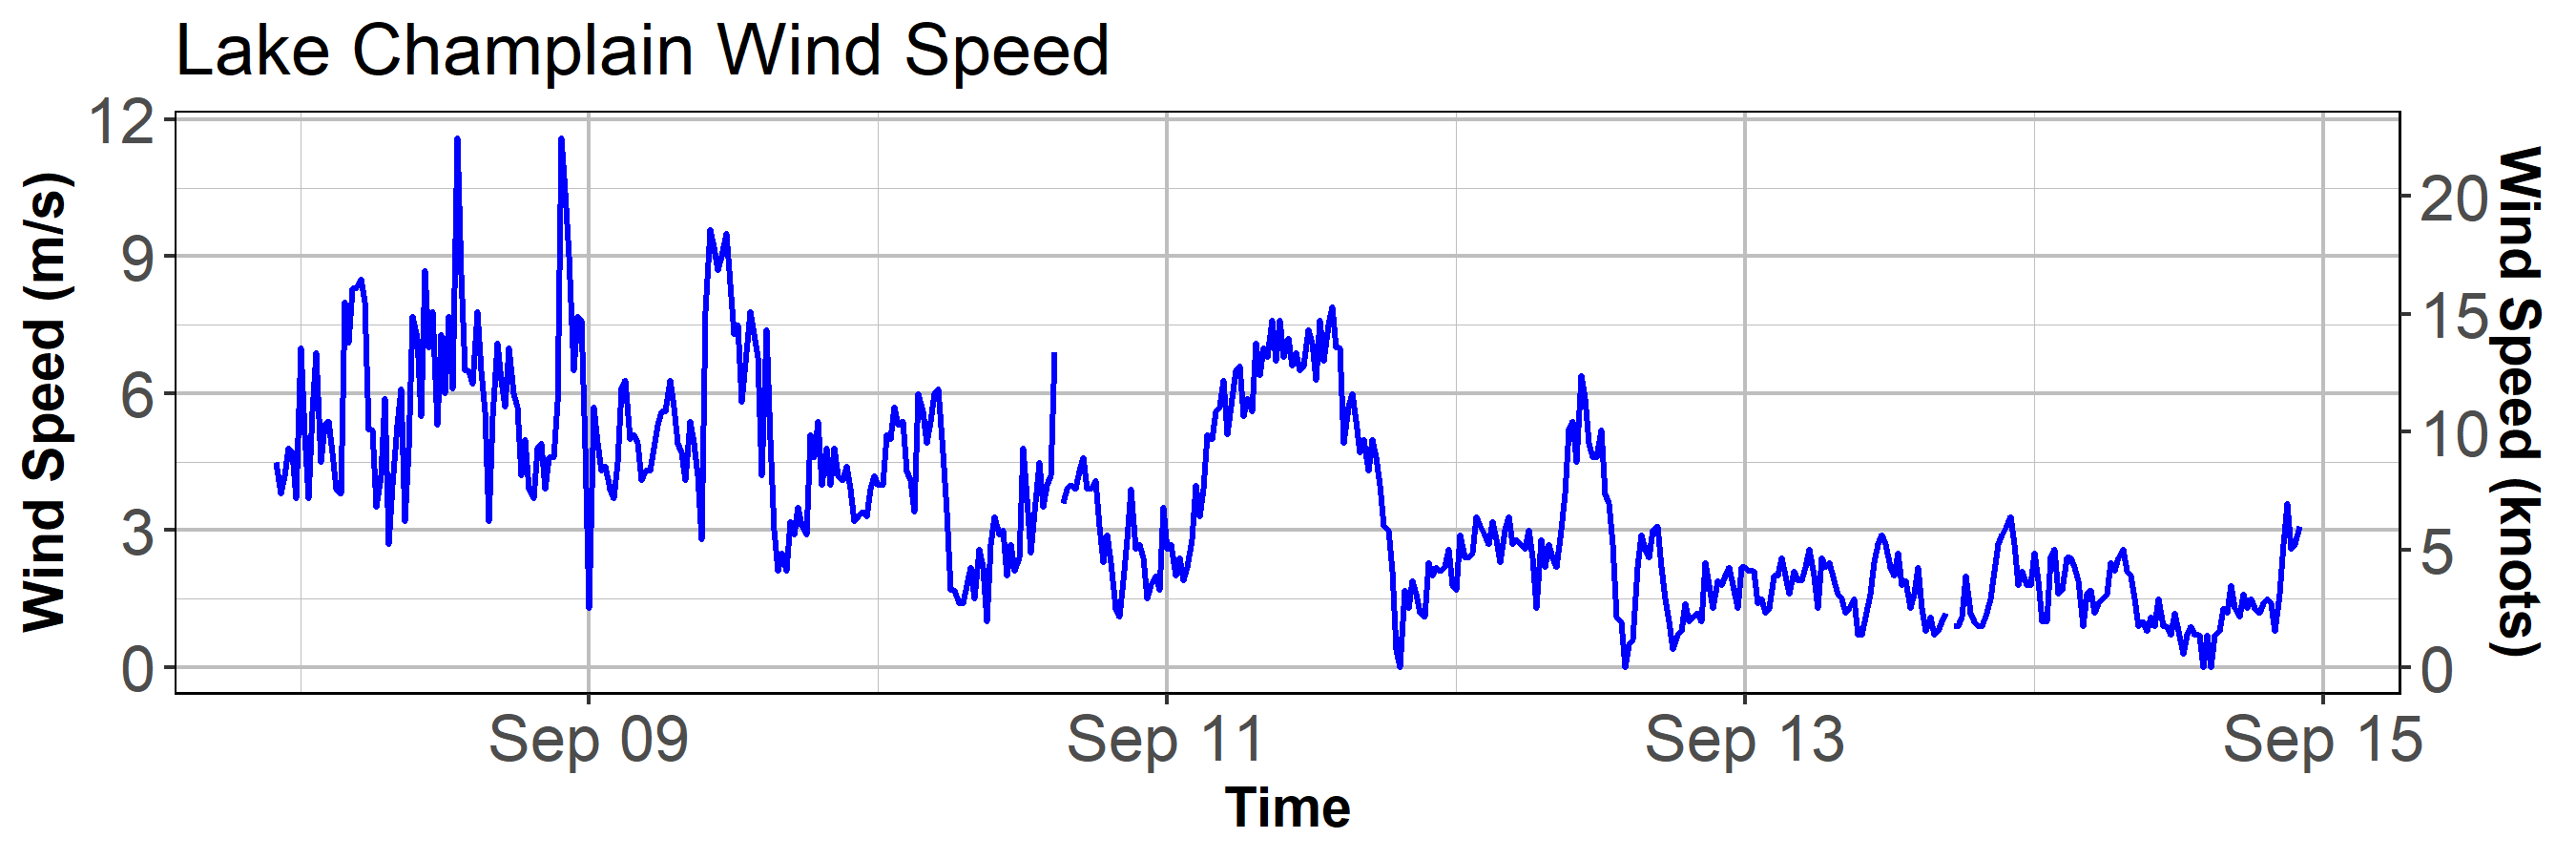 Lake Champlain Wind Speed
Wind Speed (m/s)
12
9
6
3
0
20
15
10
5
0
Wind Speed (knots)
Sep 09 Sep 11 Sep 13 Sep 15
Time